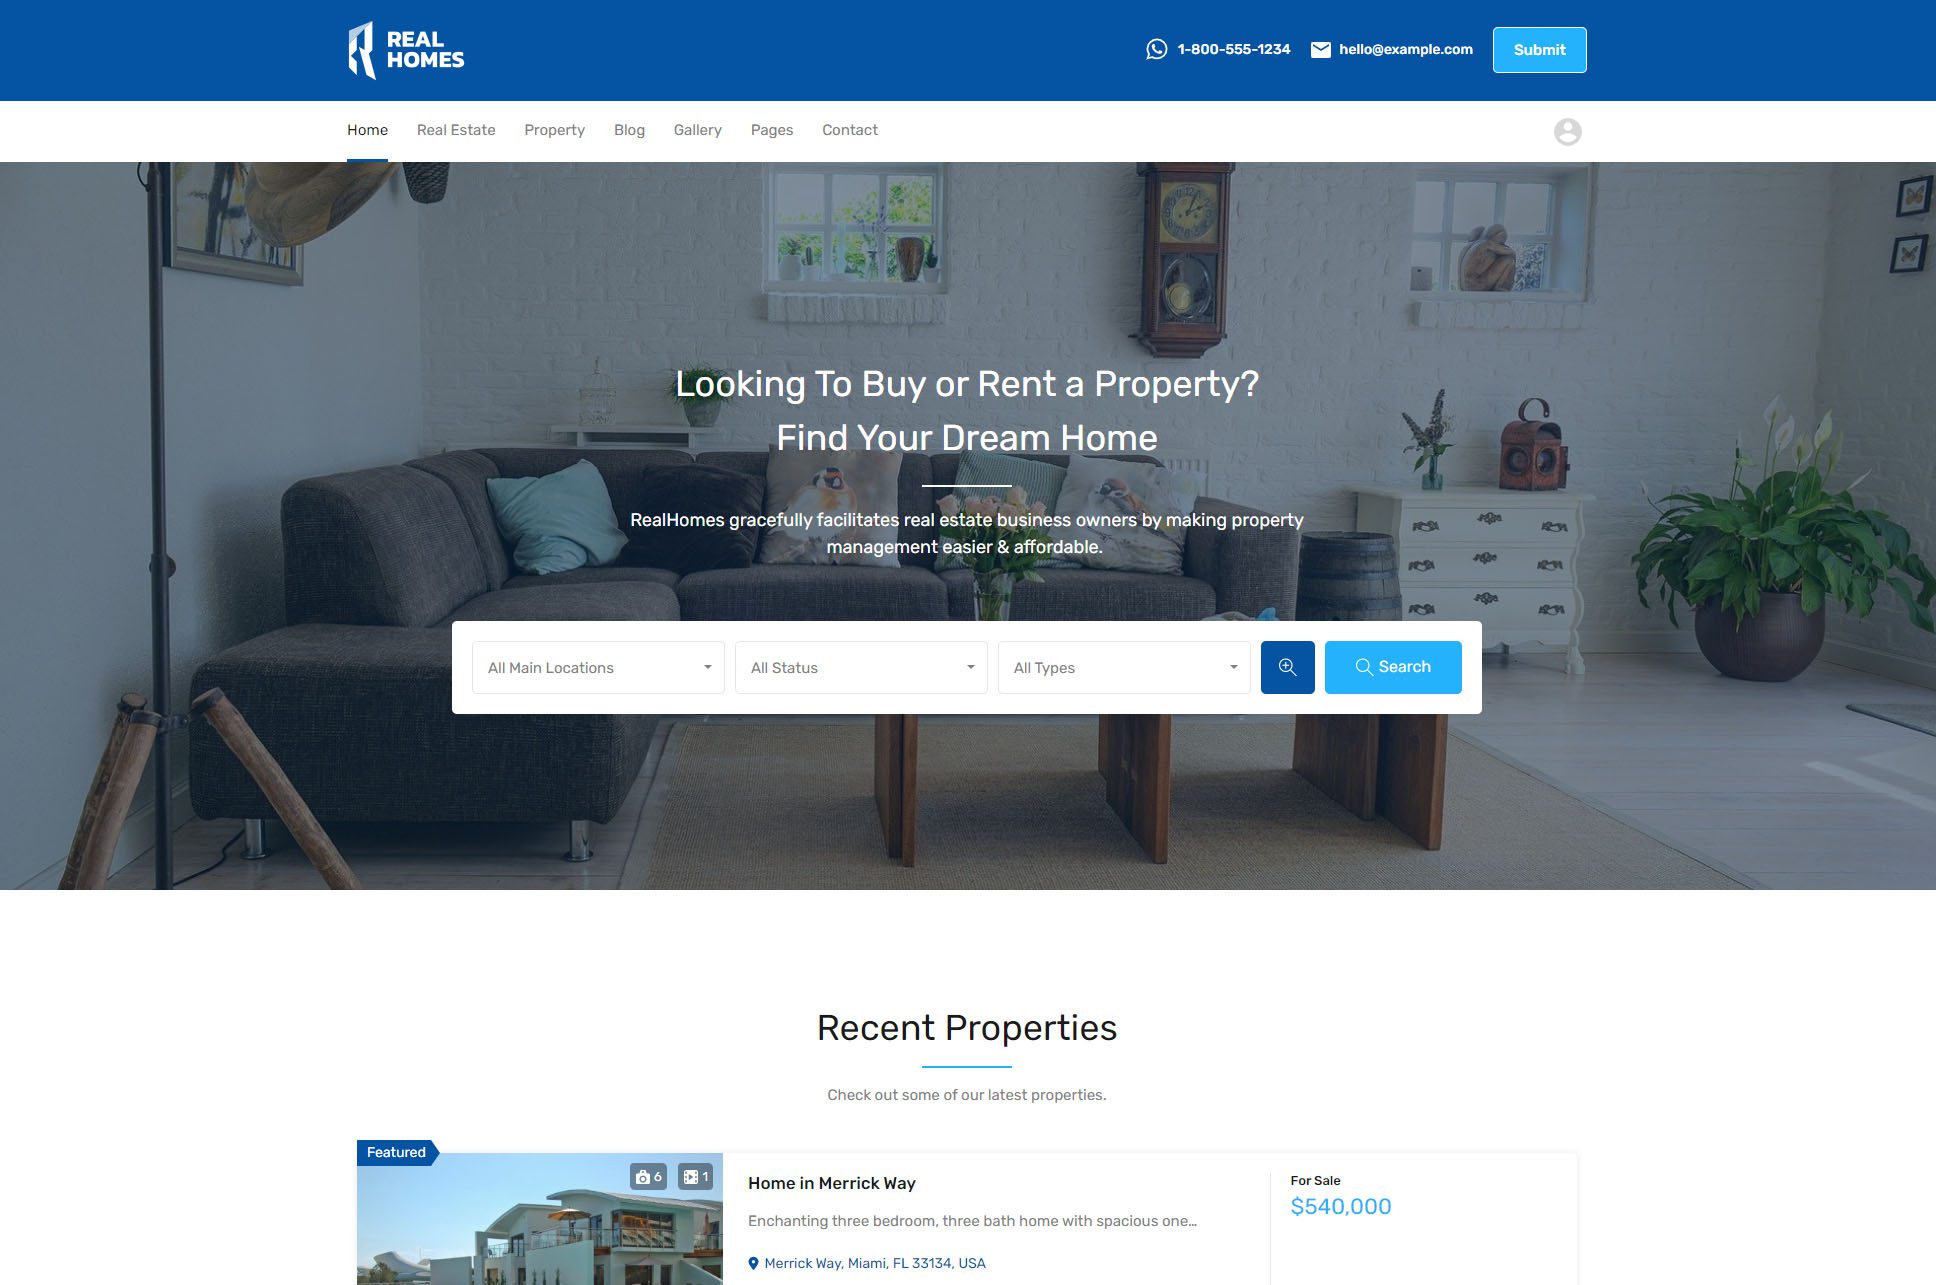 REAL
HOMES
1-800-555-1234
hello@example.com
Submit
Home
Real Estate
Property
Blog
Gallery
Pages
Contact
Looking To Buy or Rent a Property?
Find Your Dream Home
RealHomes gracefully facilitates real estate business owners by making property
management easier & affordable.
All Main Locations
All Status
All Types
Search
Recent Properties
Check out some of our latest properties.
Featured
6
1
Home in Merrick Way
Enchanting three bedroom, three bath home with spacious one…
Merrick Way, Miami, FL 33134, USA
For Sale
$540,000